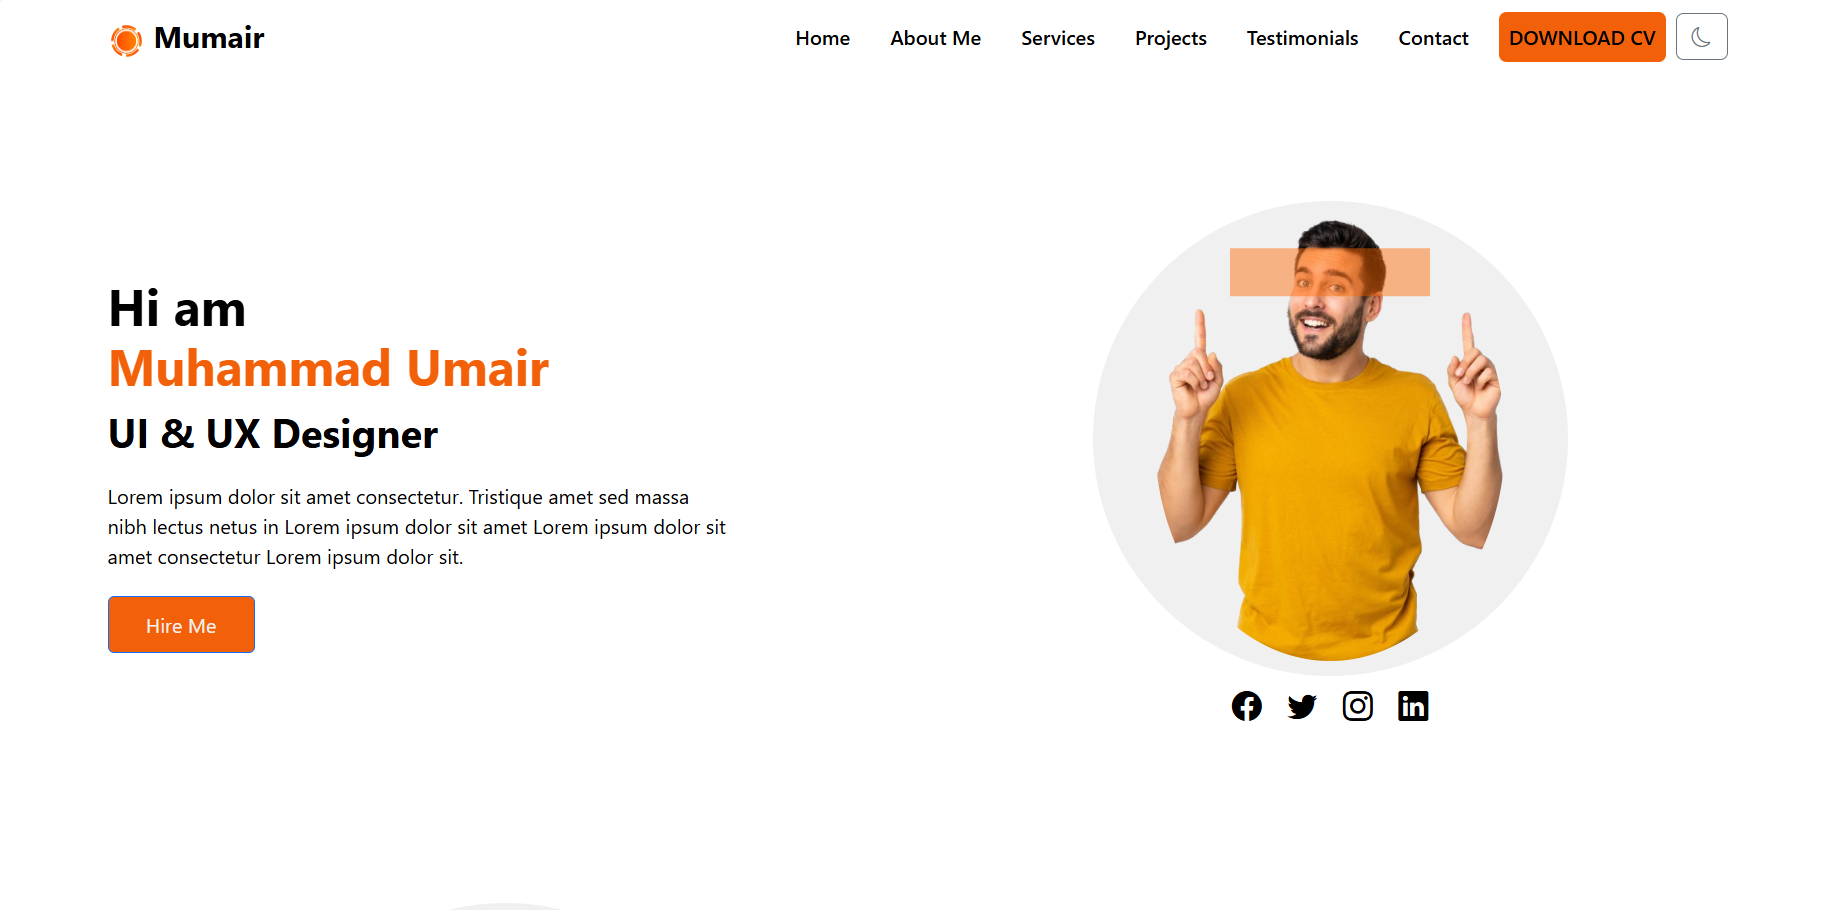 Mumair
Home
About Me
Services
Projects
Testimonials
Contact
DOWNLOAD CV
Hi am
Muhammad Umair
UI & UX Designer
Lorem ipsum dolor sit amet consectetur. Tristique amet sed massa
nibh lectus netus in Lorem ipsum dolor sit amet Lorem ipsum dolor sit
amet consectetur Lorem ipsum dolor sit.
Hire Me